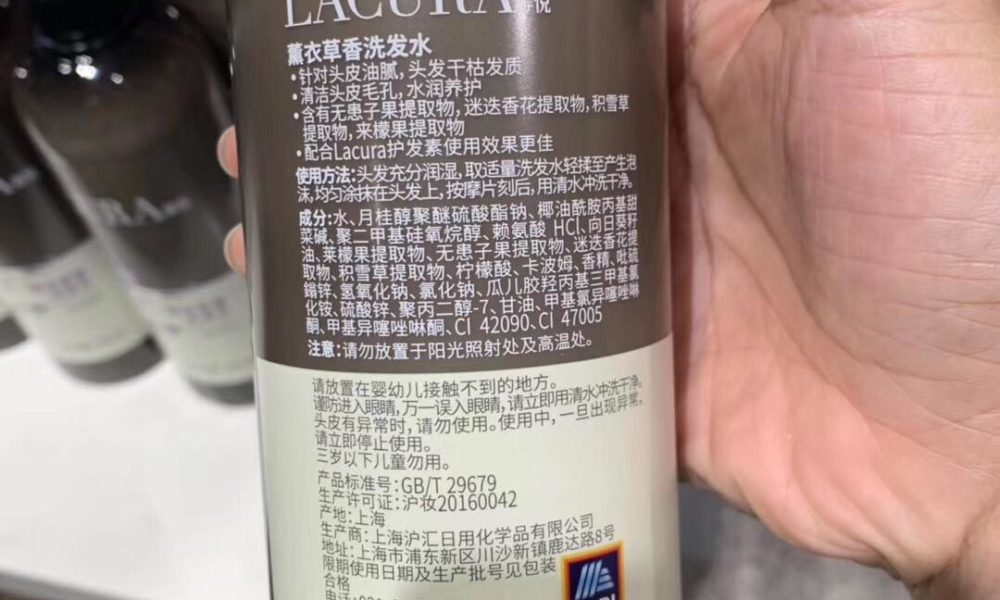 LACURA
薰衣草香洗发水
•针对头皮油腻，头发干枯发质
•清洁头皮毛孔，水润养护
•含有无患子果提取物，迷迭香花提取物，积雪草
提取物，来檬果提取物
•配合Lacura护发素使用效果更佳
使用方法：头发充分润湿，取适量洗发水轻揉至产生泡
沫，均匀涂抹在头发上，按摩片刻后，用清水冲洗干净。
成分：水、月桂醇聚醚硫酸酯钠、椰油酰胺丙基甜
菜碱、聚二甲基硅氧烷醇、赖氨酸 HCl、向日葵籽
油、莱檬果提取物、无患子果提取物、迷迭香花提
取物、积雪草提取物、柠檬酸、卡波姆、香精、吡硫
鎓锌、氢氧化钠、氯化钠、瓜儿胶羟丙基三甲基氯
化铵、硫酸锌、聚丙二醇-7、甘油、甲基氯异噻唑啉
酮、甲基异噻唑啉酮、CI 42090、CI 47005
注意：请勿放置于阳光照射处及高温处。
请放置在婴幼儿接触不到的地方。
谨防进入眼睛，万一误入眼睛，请立即用清水冲洗干净。
头皮有异常时，请勿使用。使用中，一旦出现异常，
请立即停止使用。
三岁以下儿童勿用。
产品标准号：GB/T 29679
生产许可证：沪妆20160042
产地：上海
生产商：上海沪汇日用化学品有限公司
地址：上海市浦东新区川沙新镇鹿达路8号
限期使用日期及生产批号见包装
合格